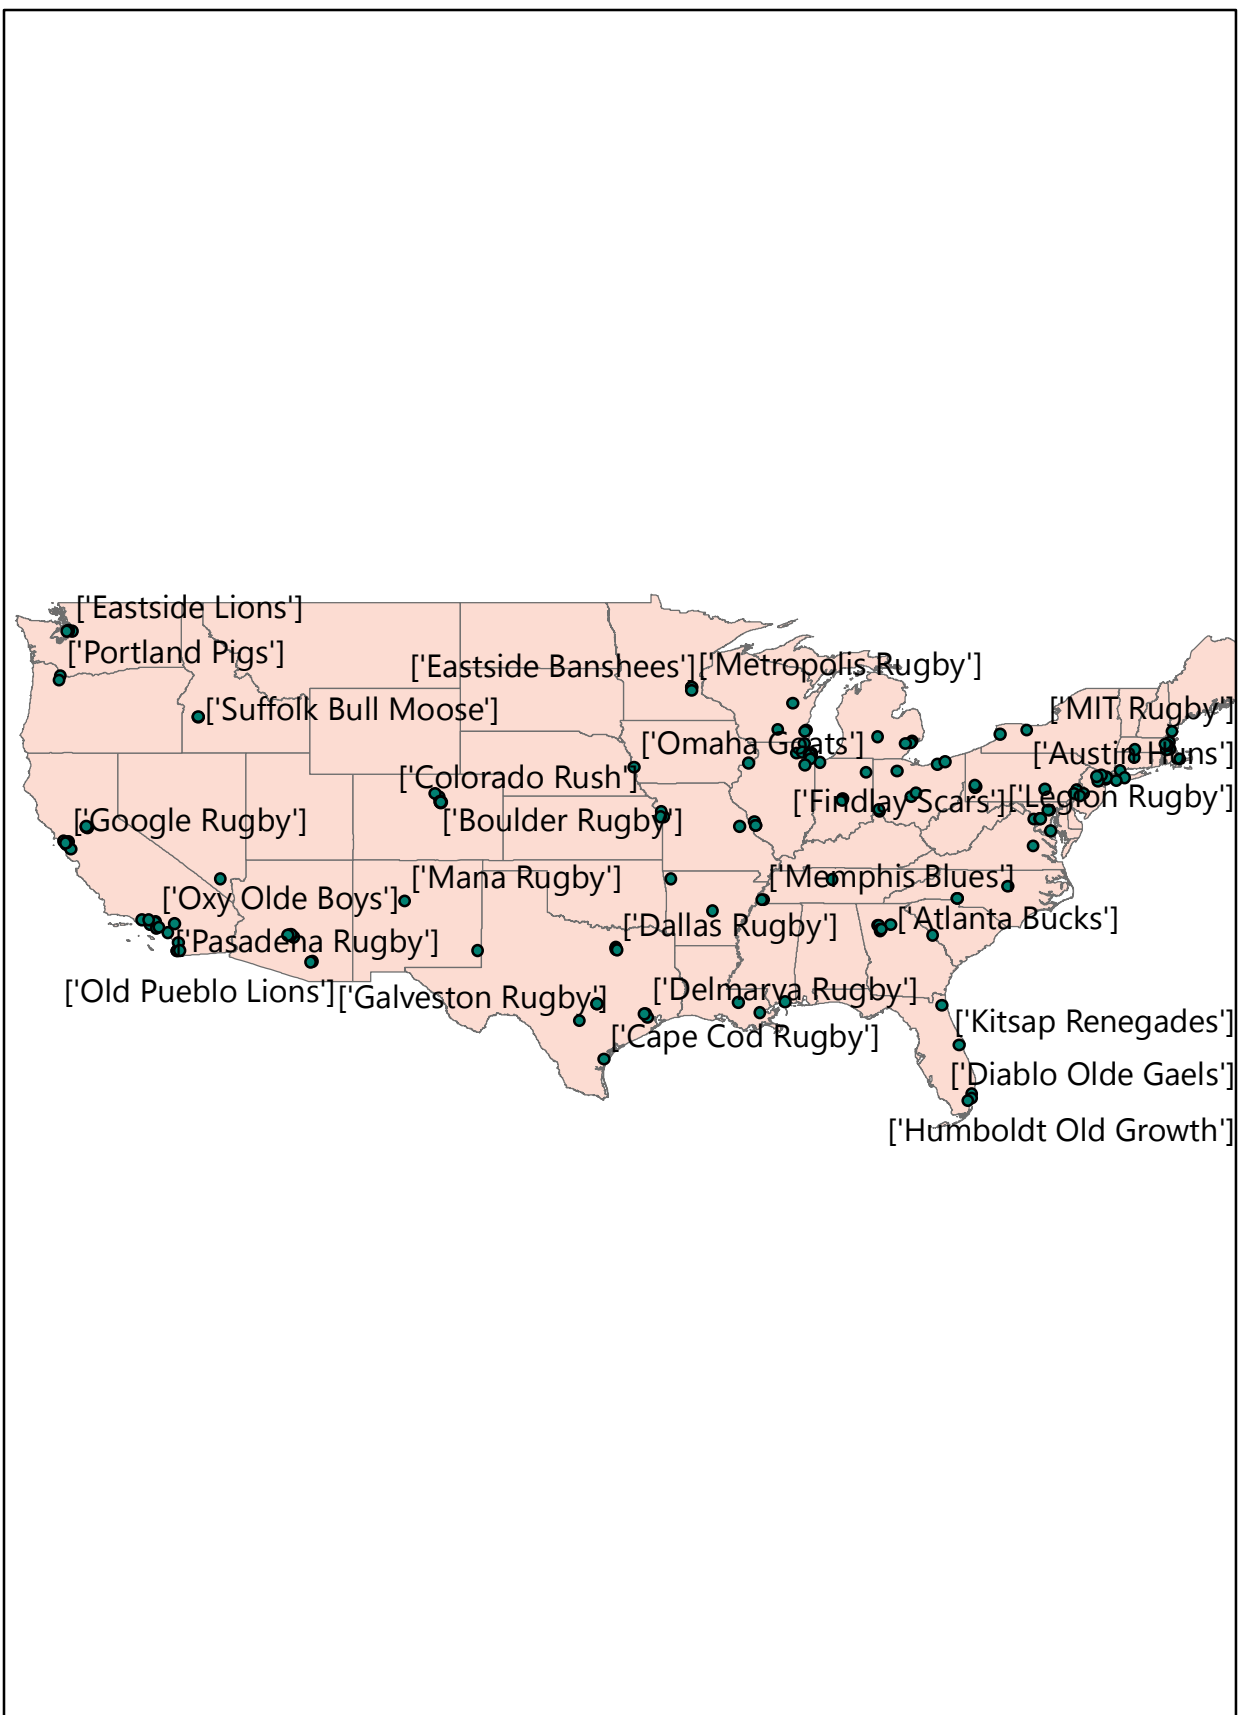 ['Eastside Lions']
['Portland Pigs']
['Eastside Banshees']
['Metropolis Rugby']
['Suffolk Bull Moose']
['MIT Rugby']
['Omaha Goats']
['Austin Huns']
['Colorado Rush']
['Findlay Scars']
['Legion Rugby']
['Google Rugby']
['Boulder Rugby']
['Mana Rugby']
['Memphis Blues']
['Oxy Olde Boys']
['Dallas Rugby']
['Atlanta Bucks']
['Pasadena Rugby']
['Old Pueblo Lions']
['Galveston Rugby']
['Delmarva Rugby']
['Kitsap Renegades']
['Cape Cod Rugby']
['Diablo Olde Gaels']
['Humboldt Old Growth']